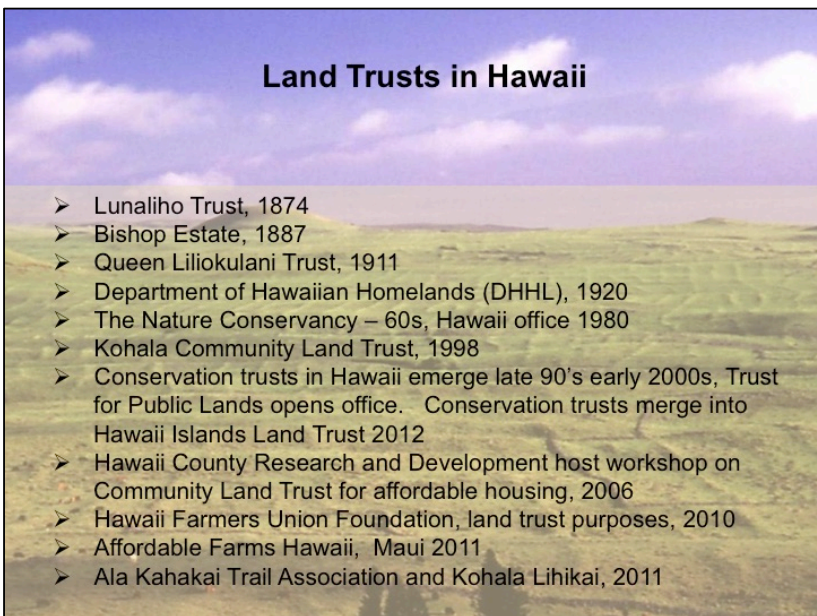 Land Trusts in Hawaii
➢ Lunaliho Trust, 1874
➢ Bishop Estate, 1887
➢ Queen Liliokulani Trust, 1911
➢ Department of Hawaiian Homelands (DHHL), 1920
➢ The Nature Conservancy – 60s, Hawaii office 1980
➢ Kohala Community Land Trust, 1998
➢ Conservation trusts in Hawaii emerge late 90's early 2000s, Trust
for Public Lands opens office. Conservation trusts merge into
Hawaii Islands Land Trust 2012
➢ Hawaii County Research and Development host workshop on
Community Land Trust for affordable housing, 2006
➢ Hawaii Farmers Union Foundation, land trust purposes, 2010
➢ Affordable Farms Hawaii, Maui 2011
➢ Ala Kahakai Trail Association and Kohala Lihikai, 2011